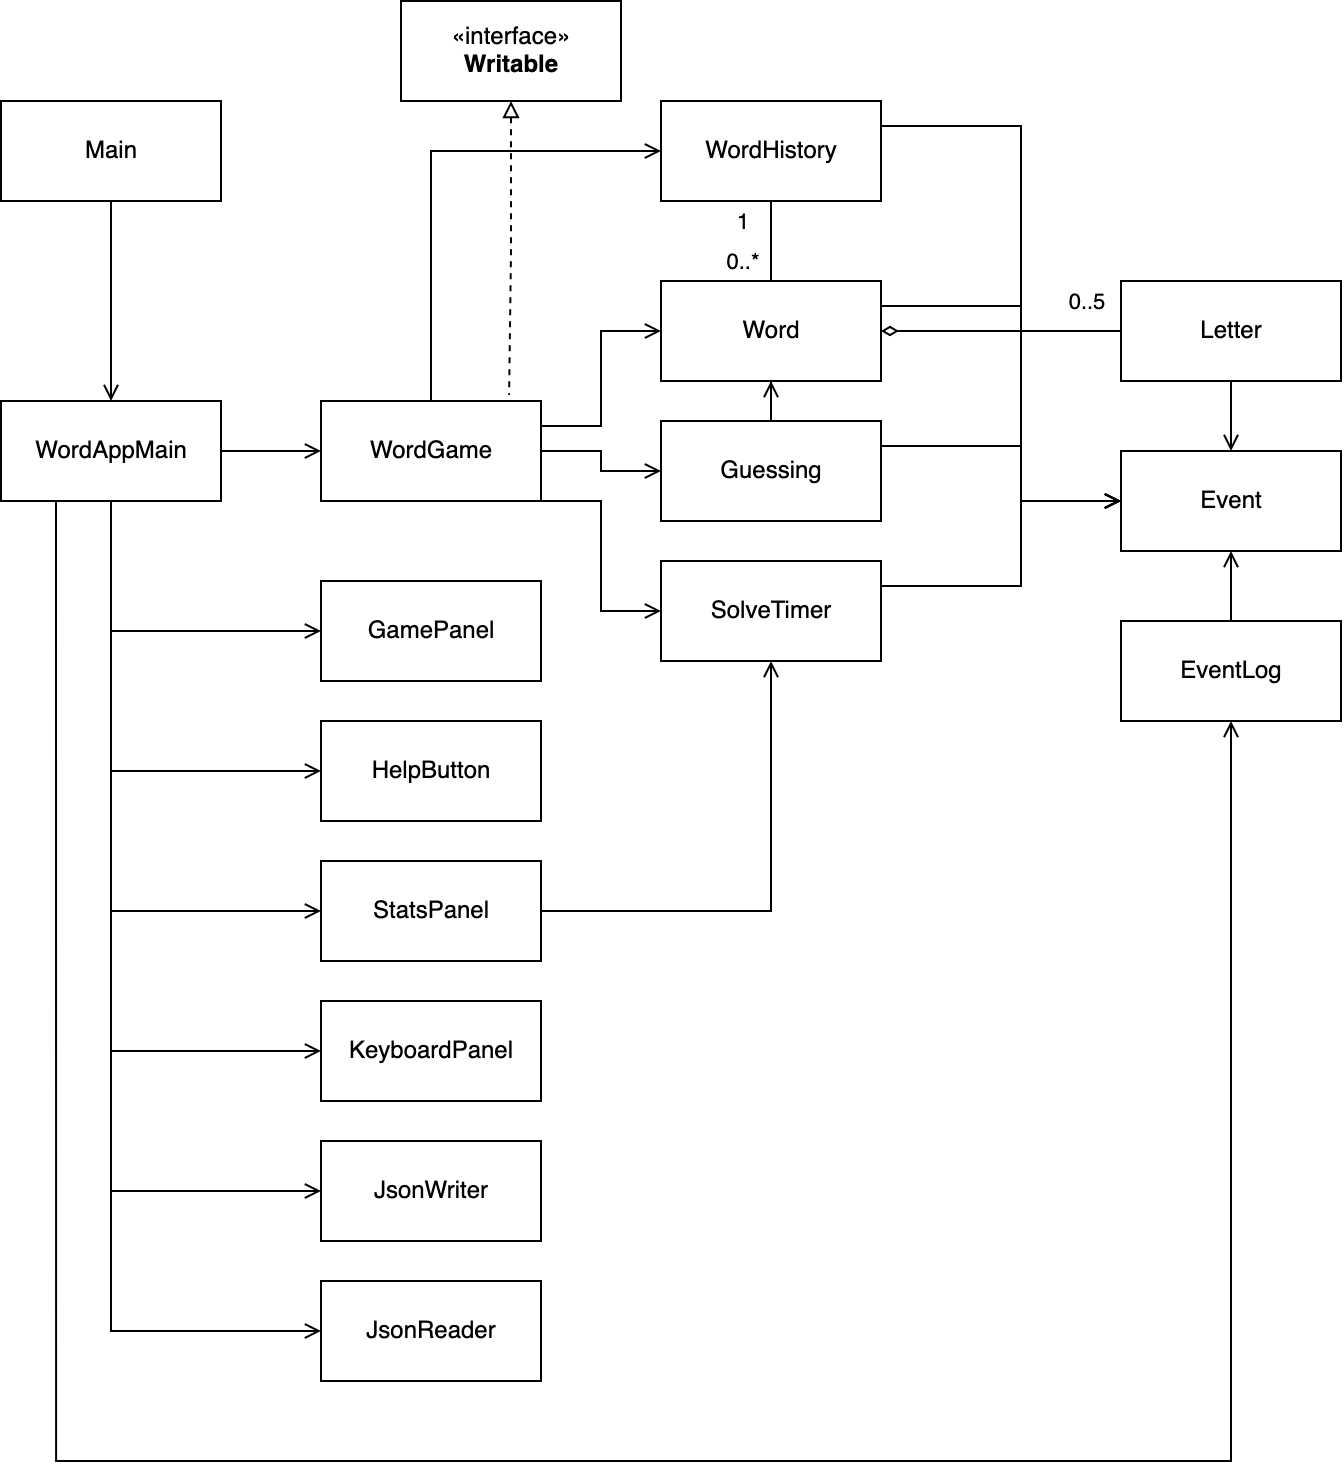 «interface»
Writable
Main
WordHistory
1
0..*
Word
0..5
Letter
WordAppMain
WordGame
Guessing
Event
GamePanel
SolveTimer
EventLog
HelpButton
StatsPanel
KeyboardPanel
JsonWriter
JsonReader